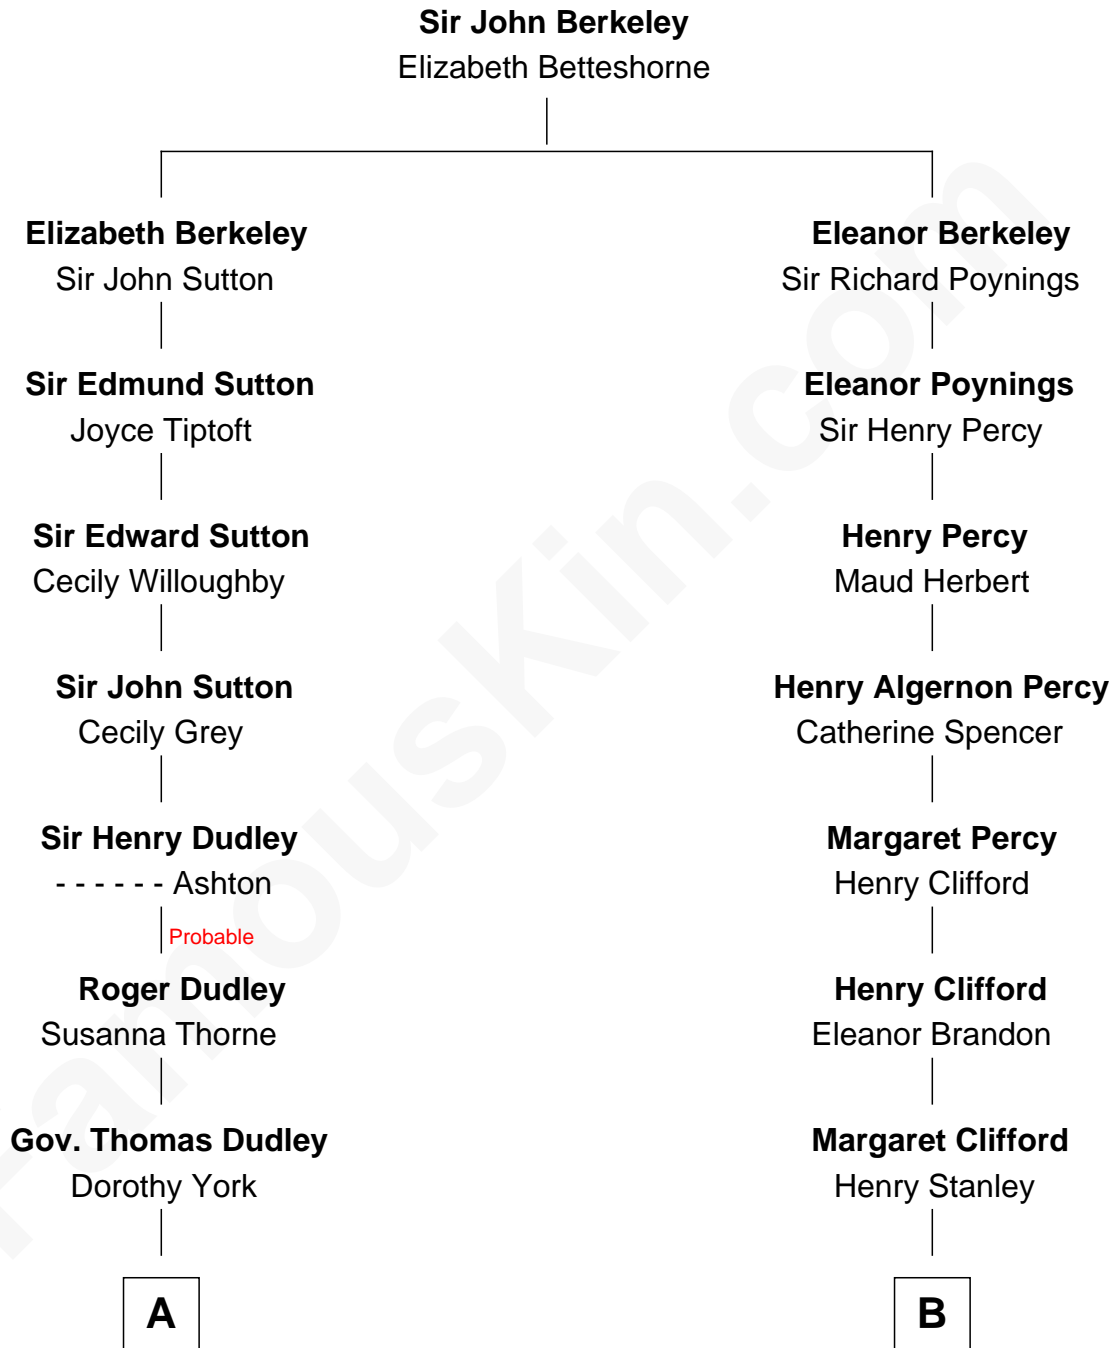 Sir John Berkeley
Elizabeth Betteshorne
Elizabeth Berkeley
Sir John Sutton
Eleanor Berkeley
Sir Richard Poynings
Sir Edmund Sutton
Joyce Tiptoft
Eleanor Poynings
Sir Henry Percy
Sir Edward Sutton
Cecily Willoughby
Henry Percy
Maud Herbert
Sir John Sutton
Cecily Grey
Henry Algernon Percy
Catherine Spencer
Sir Henry Dudley
- - - - - - Ashton
Margaret Percy
Henry Clifford
Probable
Roger Dudley
Susanna Thorne
Henry Clifford
Eleanor Brandon
Gov. Thomas Dudley
Dorothy York
Margaret Clifford
Henry Stanley
A
B
FamousKin.com